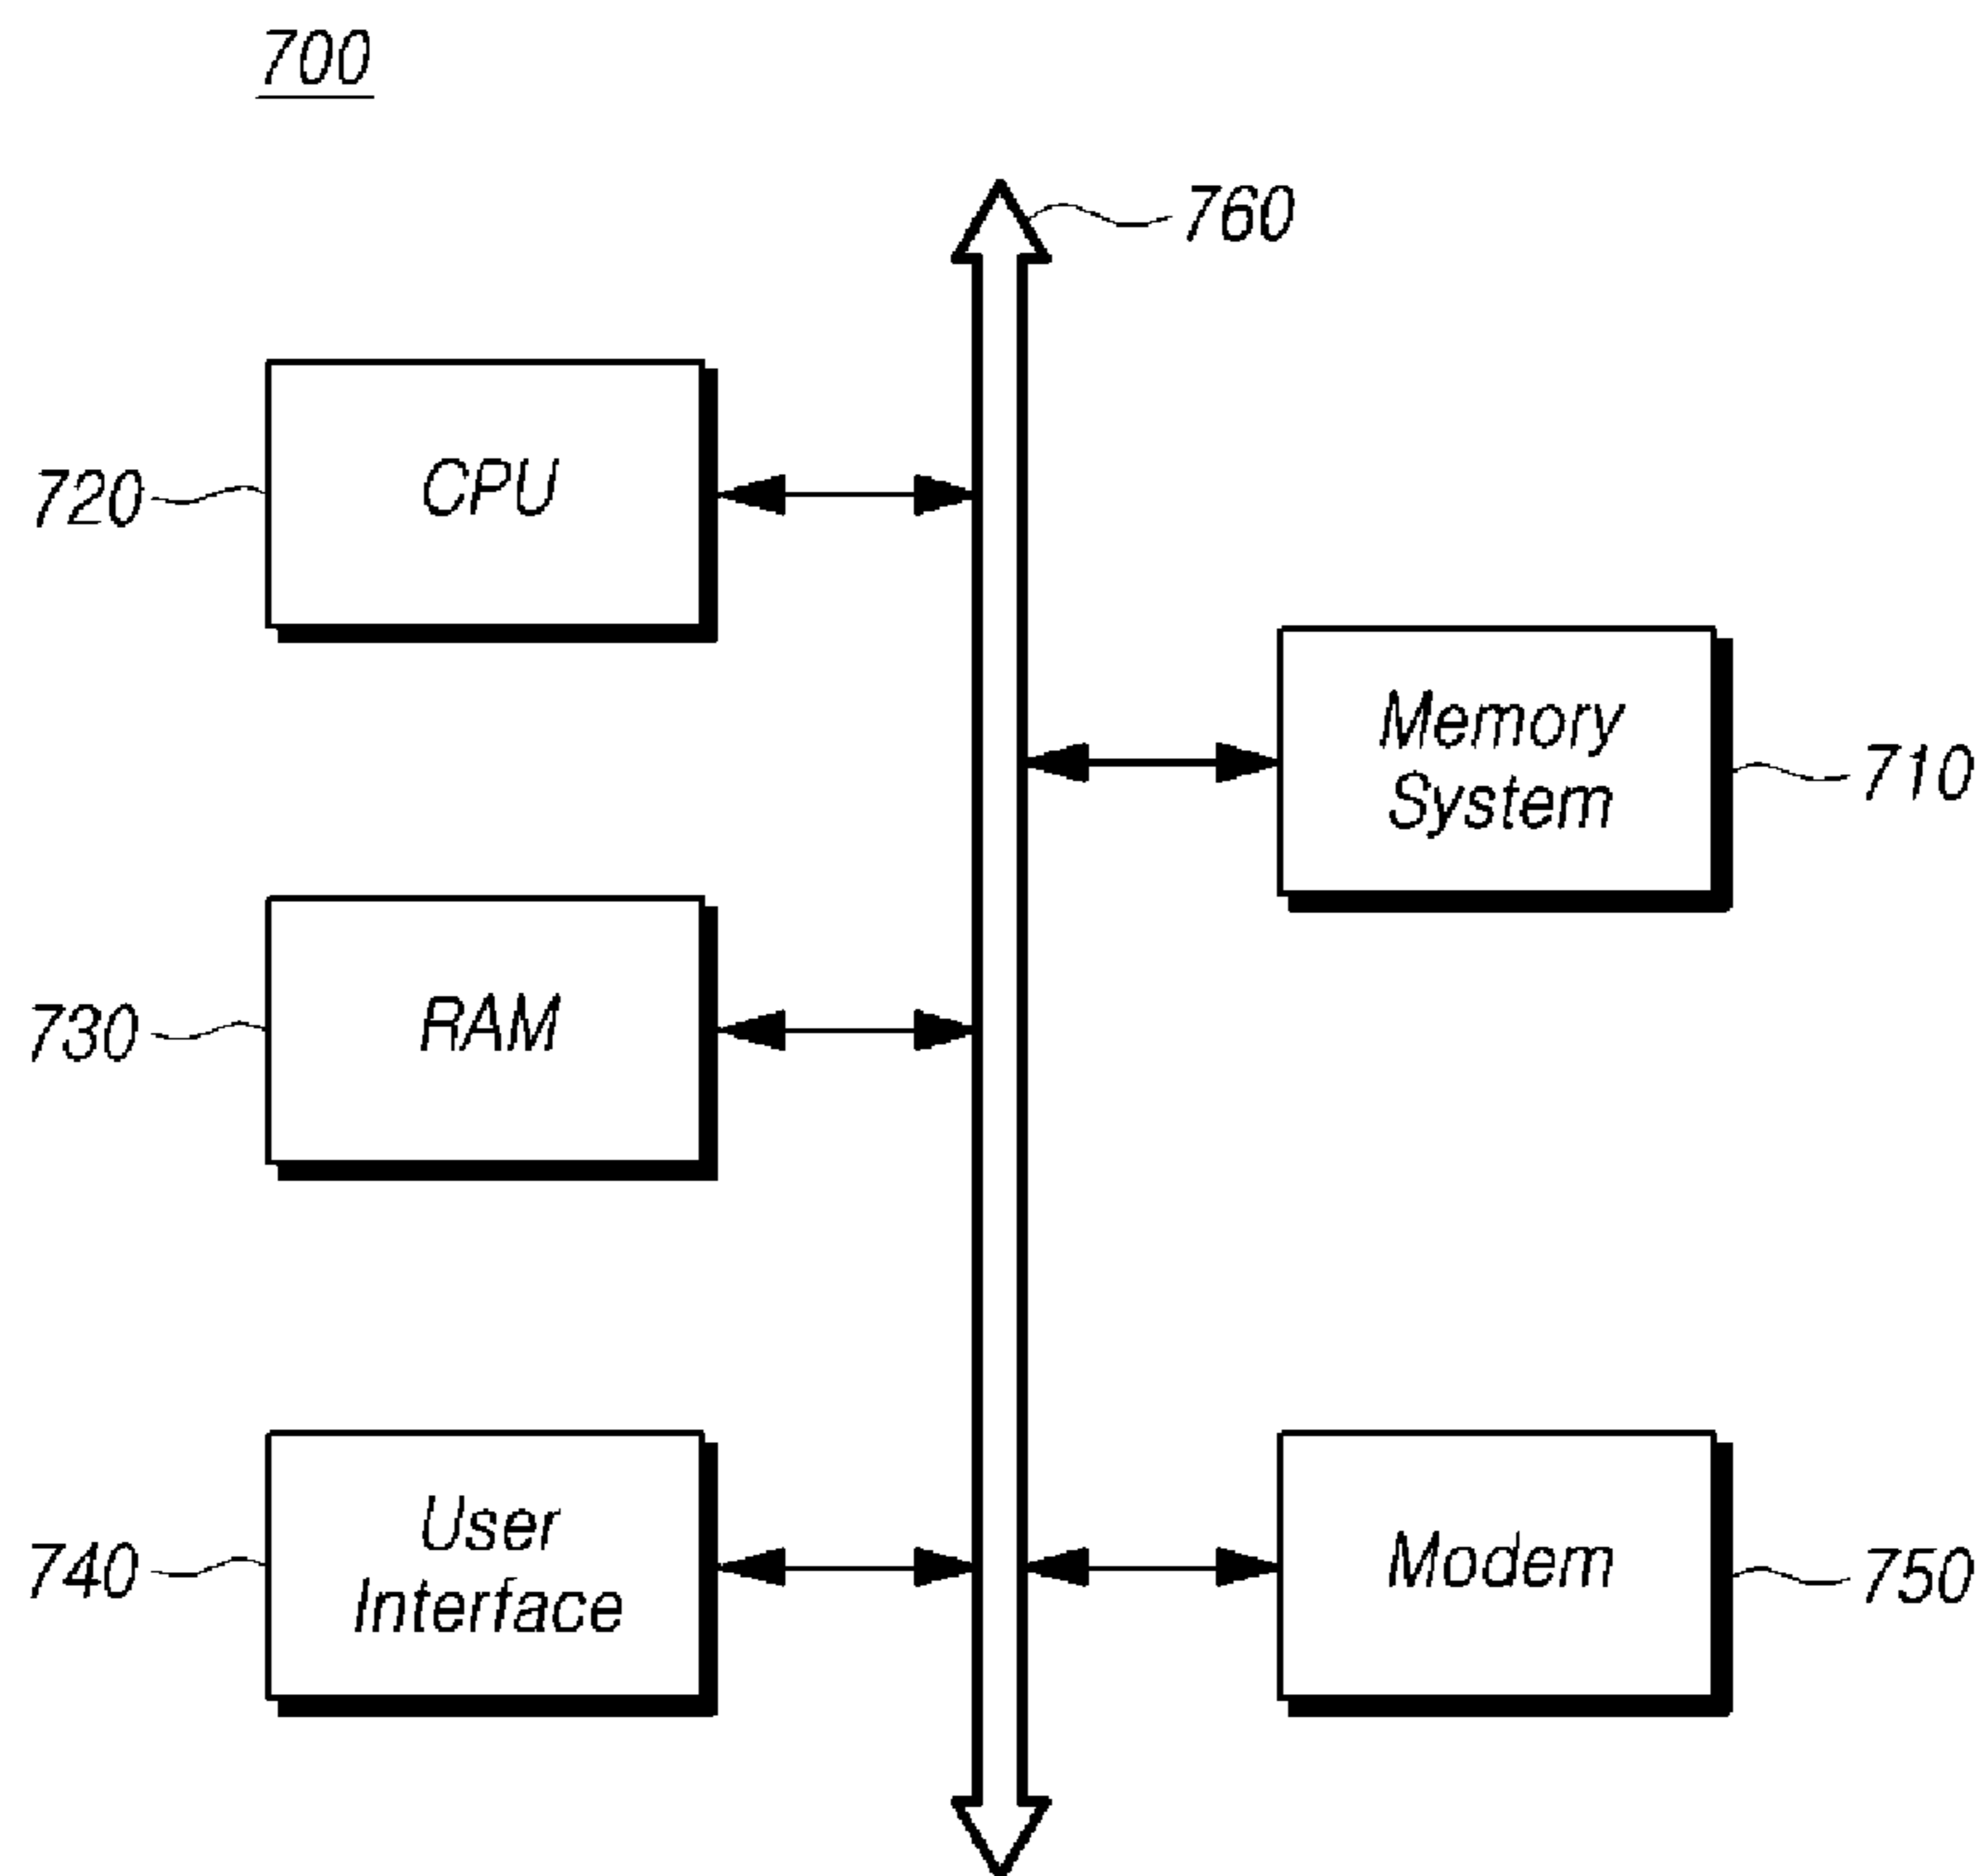 700
760
CPU
720
Memory
System
710
RAM
730
User
Interface
740
Modem
750